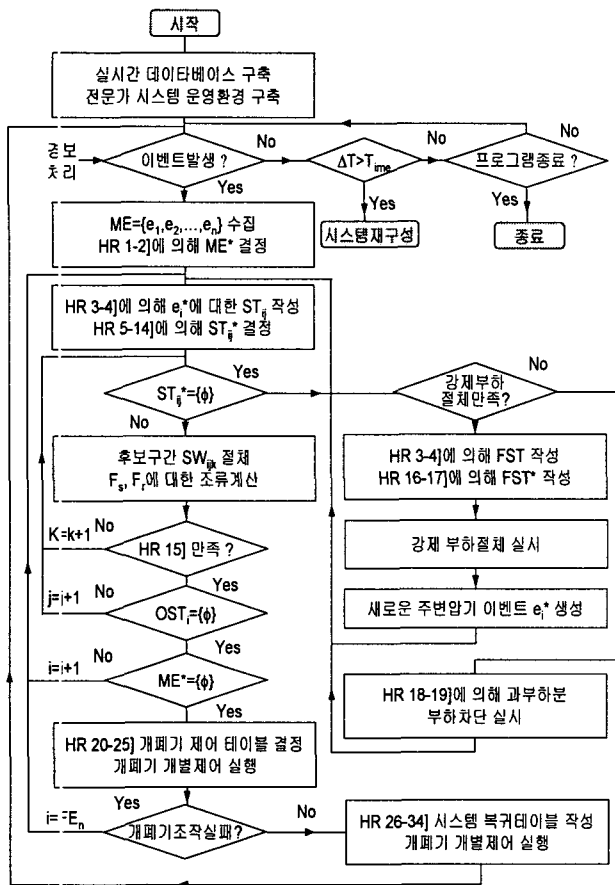 시작
실시간 데이타베이스 구축
전문가 시스템 운영환경 구축
경보
처리
이벤트발생 ?
No
Yes
ΔT>Time
No
Yes
시스템재구성
프로그램종료 ?
No
Yes
종료
ME={e1,e2,...,en} 수집
HR 1-2]에 의해 ME* 결정
HR 3-4]에 의해 ei*에 대한 STij 작성
HR 5-14]에 의해 STij* 결정
STij*={ϕ}
Yes
No
강제부하
절체만족?
No
Yes
후보구간 SWijk 절체
Fs, Fr에 대한 조류계산
HR 3-4]에 의해 FST 작성
HR 16-17]에 의해 FST* 작성
K=k+1
No
HR 15] 만족 ?
Yes
강제 부하절체 실시
j=j+1
No
OSTi={ϕ}
Yes
새로운 주변압기 이벤트 ei* 생성
i=i+1
No
ME*={ϕ}
Yes
HR 18-19]에 의해 과부하분
부하차단 실시
HR 20-25] 개폐기 제어 테이블 결정
개폐기 개별제어 실행
i=FEn
Yes
개폐기조작실패?
No
HR 26-34] 시스템 복귀테이블 작성
개폐기 개별제어 실행